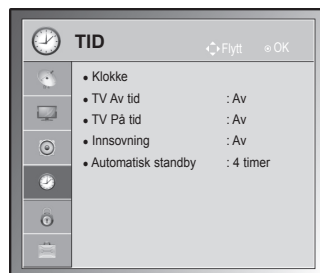 TID
Flytt OK
• Klokke
• TV Av tid : Av
• TV På tid : Av
• Innsovning : Av
• Automatisk standby : 4 timer